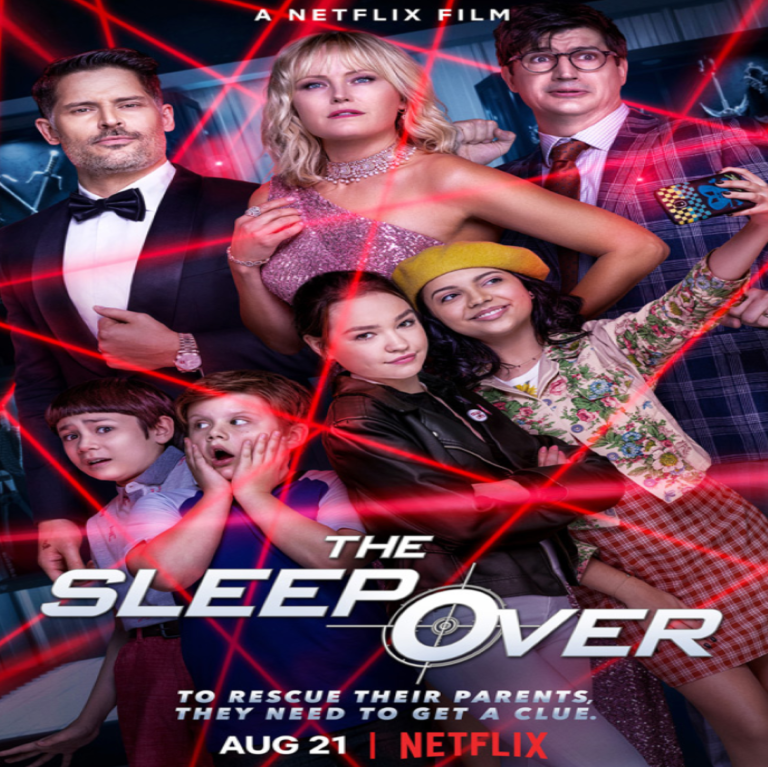 A NETFLIX FILM
THE
SLEEPOVER
TO RESCUE THEIR PARENTS,
THEY NEED TO GET A CLUE.
AUG 21 | NETFLIX